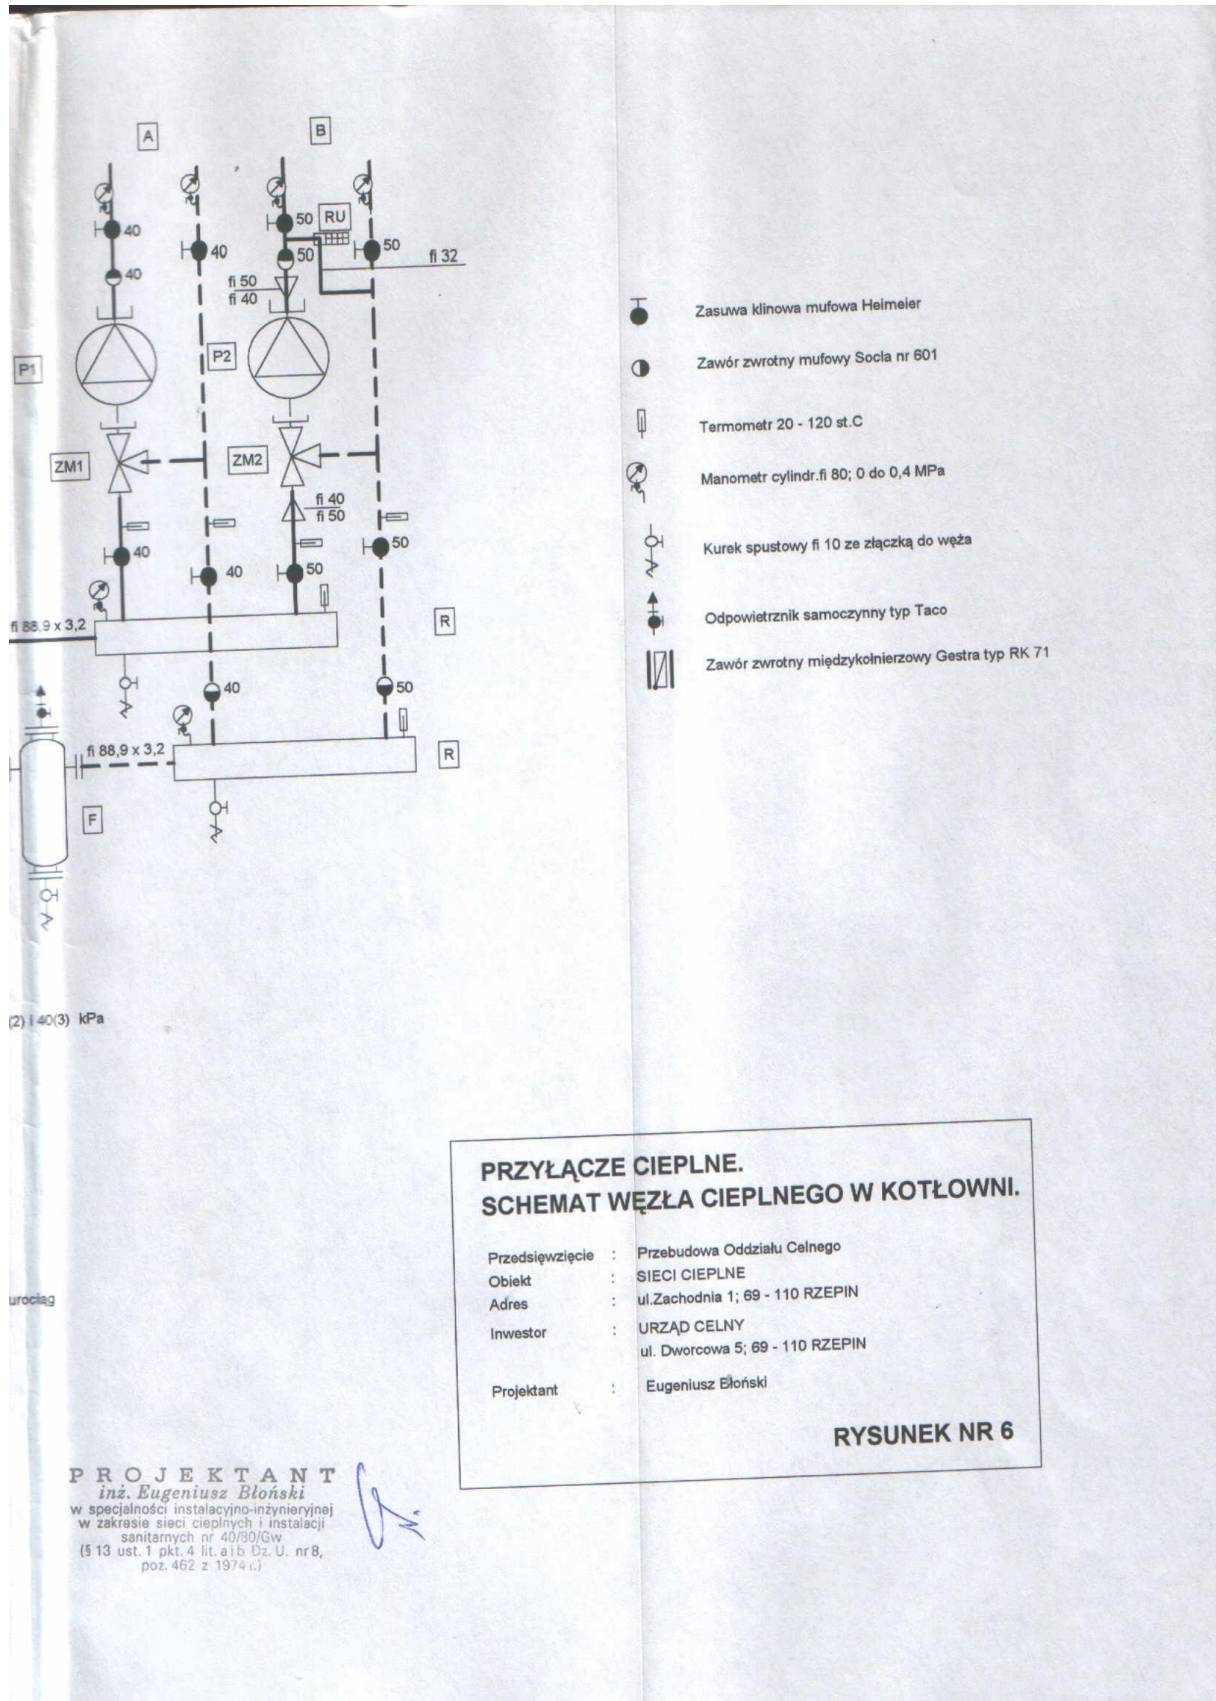 A
B
40
40
50
RU
50
40
40
50
fi 32
fi 50
fi 40
P1
P2
ZM1
ZM2
fi 40
fi 50
40
40
50
50
fi 88,9 x 3,2
R
40
50
fi 88,9 x 3,2
R
F
(2) i 40(3) kPa
Zasuwa klinowa mufowa Heimeier
Zawór zwrotny mufowy Socla nr 601
Termometr 20 - 120 st.C
Manometr cylindr.fi 80; 0 do 0,4 MPa
Kurek spustowy fi 10 ze złączką do węża
Odpowietrznik samoczynny typ Taco
Zawór zwrotny międzykołnierzowy Gestra typ RK 71
urociąg
PRZYŁĄCZE CIEPLNE.
SCHEMAT WĘZŁA CIEPLNEGO W KOTŁOWNI.
Przedsięwzięcie : Przebudowa Oddziału Celnego
Obiekt : SIECI CIEPLNE
Adres : ul.Zachodnia 1; 69 - 110 RZEPIN
Inwestor : URZĄD CELNY
ul. Dworcowa 5; 69 - 110 RZEPIN
Projektant : Eugeniusz Błoński
RYSUNEK NR 6
PROJEKTANT
inż. Eugeniusz Błoński
w specjalności instalacyjno-inżynieryjnej
w zakresie sieci cieplnych i instalacji
sanitarnych nr 40/80/Gw
(§ 13 ust. 1 pkt. 4 lit. a i b Dz. U. nr 8,
poz. 462 z 1974 r.)